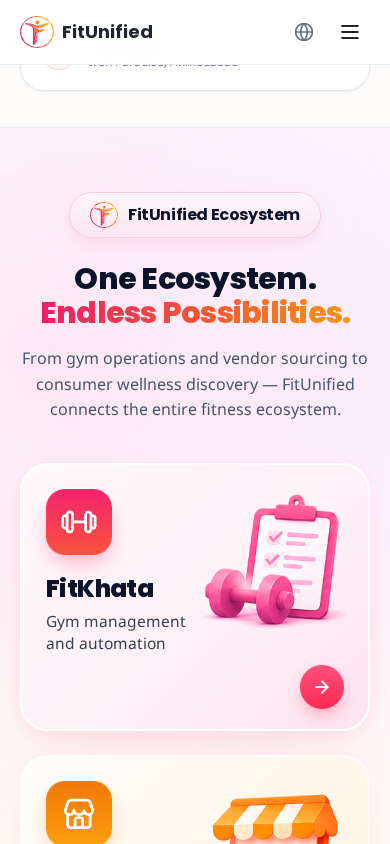 FitUnified
FitUnified Ecosystem
One Ecosystem.
Endless Possibilities.
From gym operations and vendor sourcing to
consumer wellness discovery — FitUnified
connects the entire fitness ecosystem.
FitKhata
Gym management
and automation